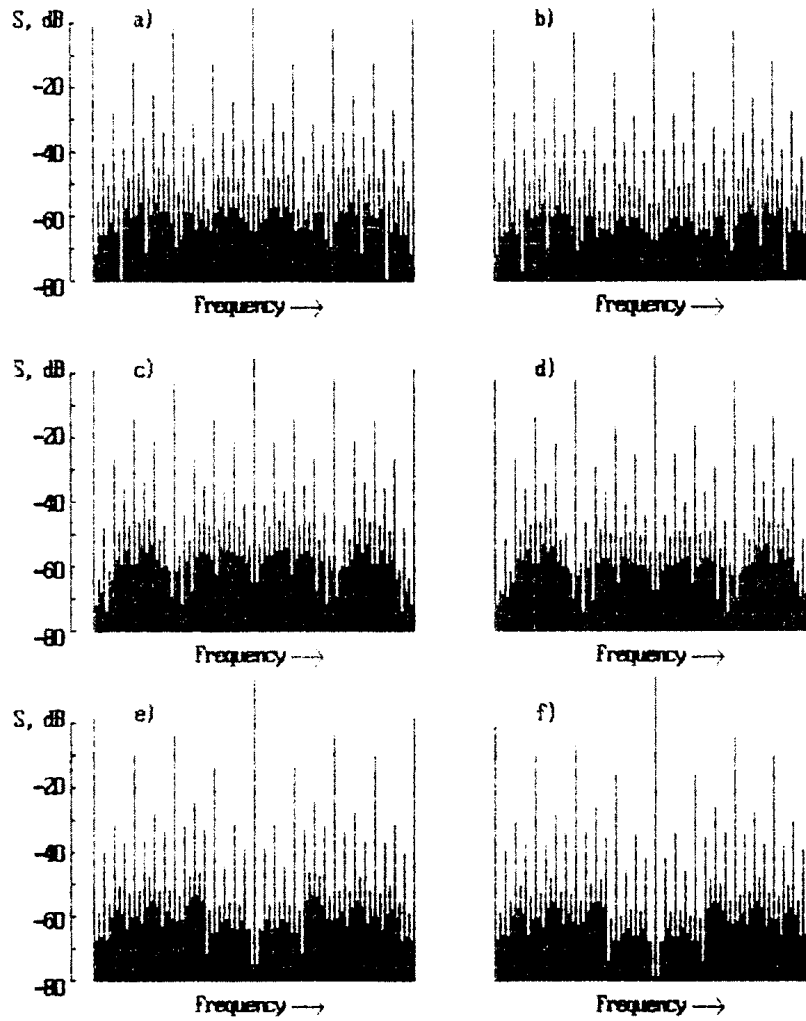 S, dB a) b)
-20
-40
-60
-80
Frequency → Frequency →
S, dB c) d)
-20
-40
-60
-80
Frequency → Frequency →
S, dB e) f)
-20
-40
-60
-80
Frequency → Frequency →